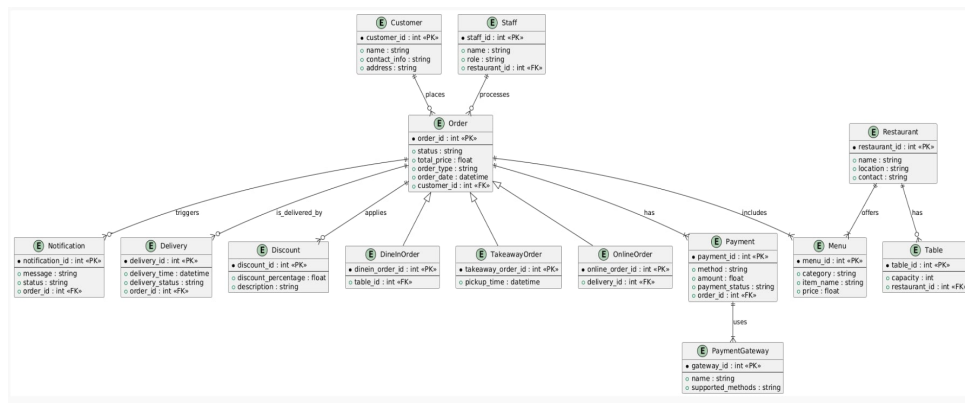 E Customer
customer_id : int «PK»
name : string
contact_info : string
address : string
E Staff
staff_id : int «PK»
name : string
role : string
restaurant_id : int «FK»
places
processes
E Order
order_id : int «PK»
status : string
total_price : float
order_type : string
order_date : datetime
customer_id : int «FK»
E Restaurant
restaurant_id : int «PK»
name : string
location : string
contact : string
triggers
is_delivered_by
applies
has
includes
offers
has
E Notification
notification_id : int «PK»
message : string
status : string
order_id : int «FK»
E Delivery
delivery_id : int «PK»
delivery_time : datetime
delivery_status : string
order_id : int «FK»
E Discount
discount_id : int «PK»
discount_percentage : float
description : string
E DineInOrder
dinein_order_id : int «PK»
table_id : int «FK»
E TakeawayOrder
takeaway_order_id : int «PK»
pickup_time : datetime
E OnlineOrder
online_order_id : int «PK»
delivery_id : int «FK»
E Payment
payment_id : int «PK»
method : string
amount : float
payment_status : string
order_id : int «FK»
E Menu
menu_id : int «PK»
category : string
item_name : string
price : float
E Table
table_id : int «PK»
capacity : int
restaurant_id : int «FK»
uses
E PaymentGateway
gateway_id : int «PK»
name : string
supported_methods : string